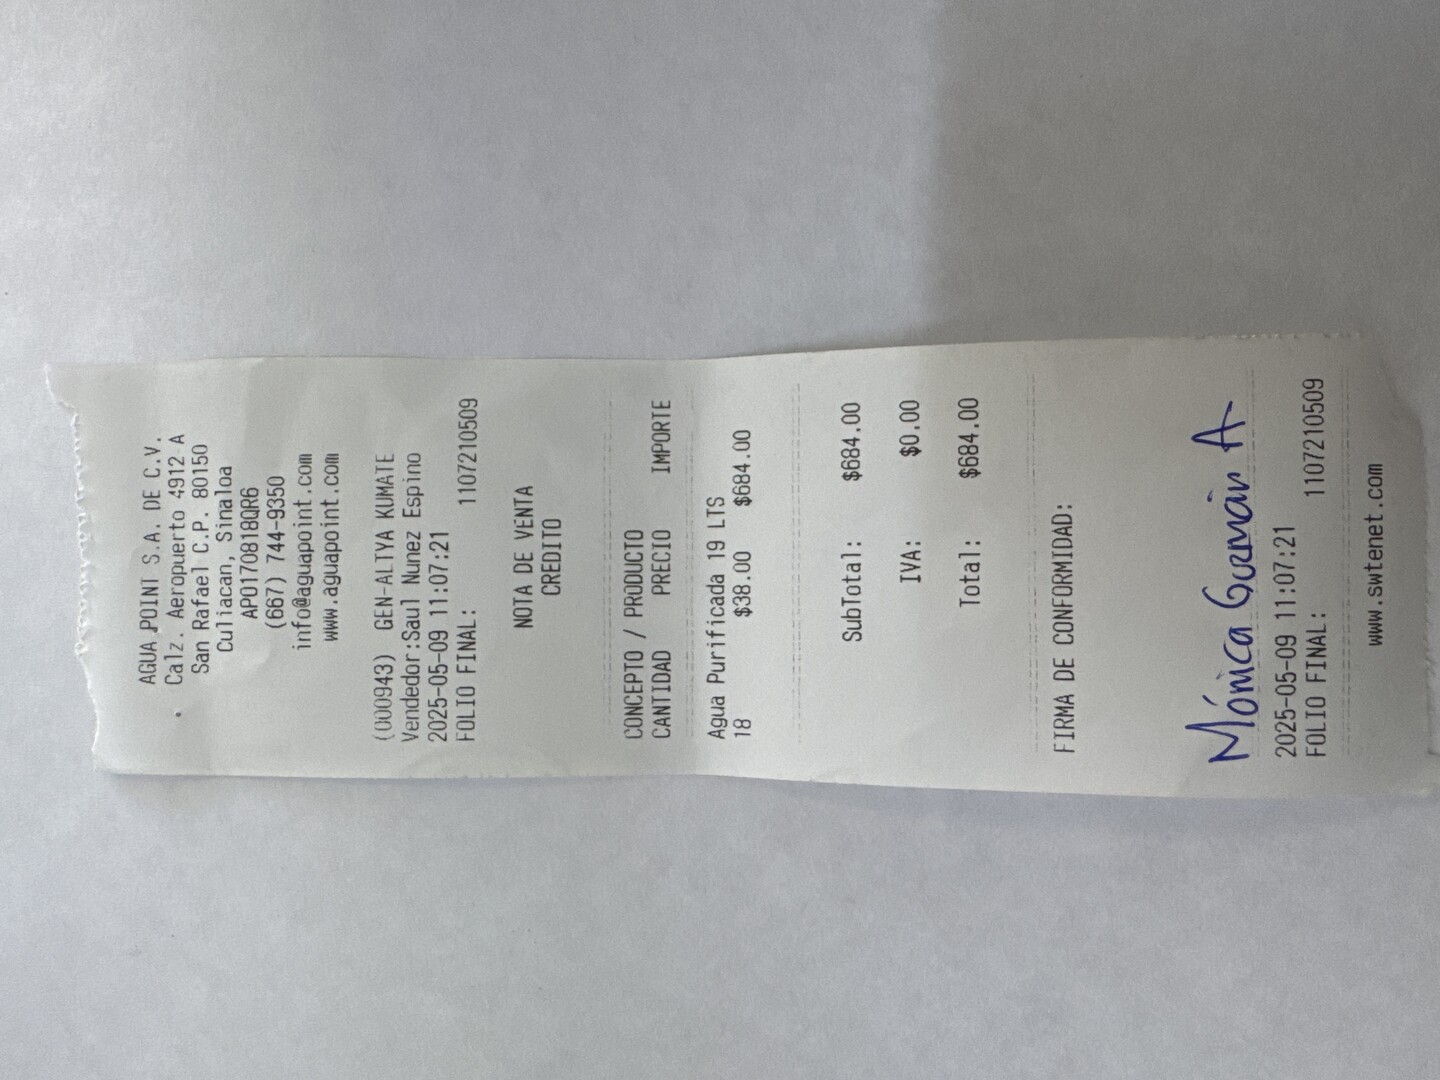 AGUA POINT S.A. DE C.V.
Calz. Aeropuerto 4912 A
San Rafael C.P. 80150
Culiacan, Sinaloa
APO170818QR6
(667) 744-9350
info@aguapoint.com
www.aguapoint.com
(000943) GEN-ALTYA KUMATE
Vendedor:Saul Nunez Espino
2025-05-09 11:07:21
FOLIO FINAL: 1107210509
NOTA DE VENTA
CREDITO
CONCEPTO / PRODUCTO
CANTIDAD PRECIO IMPORTE
Agua Purificada 19 LTS
18 $38.00 $684.00
SubTotal: $684.00
IVA: $0.00
Total: $684.00
FIRMA DE CONFORMIDAD:
Mónica Guzmán A
2025-05-09 11:07:21
FOLIO FINAL: 1107210509
www.swtenet.com